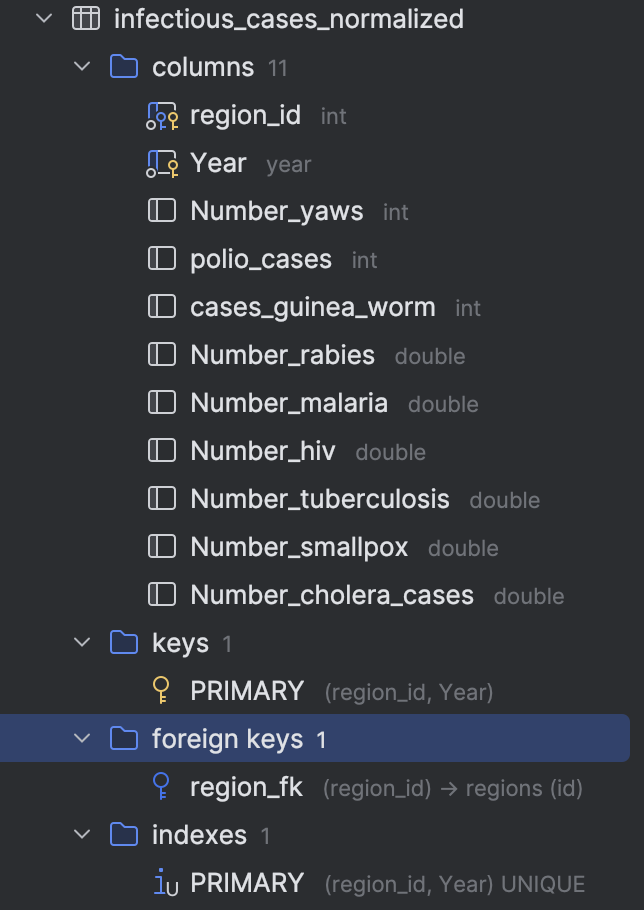 infectious_cases_normalized
columns 11
region_id int
Year year
Number_yaws int
polio_cases int
cases_guinea_worm int
Number_rabies double
Number_malaria double
Number_hiv double
Number_tuberculosis double
Number_smallpox double
Number_cholera_cases double
keys 1
PRIMARY (region_id, Year)
foreign keys 1
region_fk (region_id) → regions (id)
indexes 1
PRIMARY (region_id, Year) UNIQUE